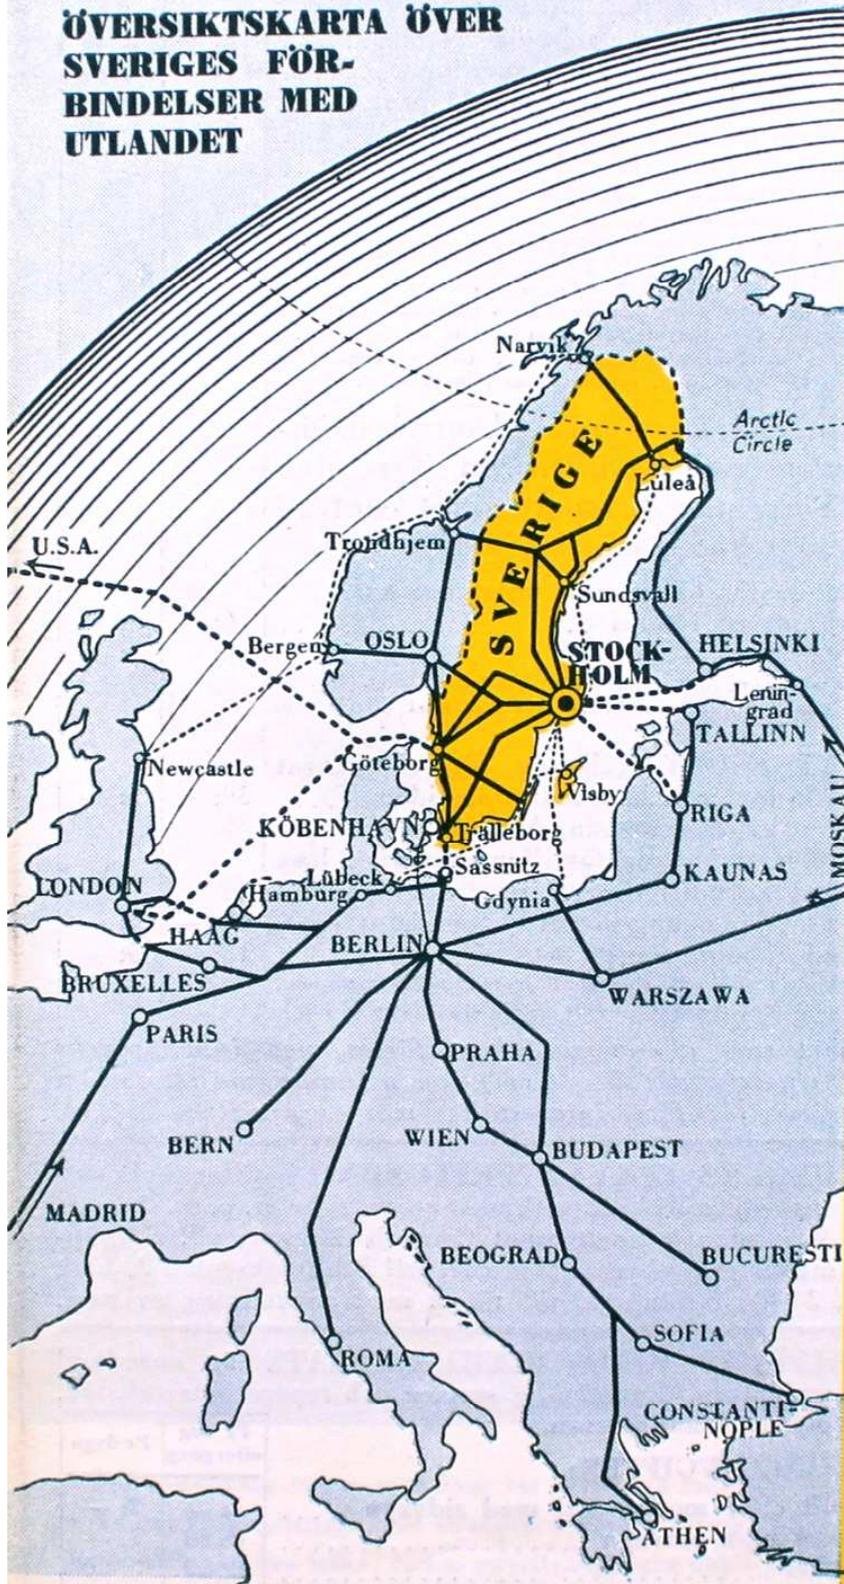 ÖVERSIKTSKARTA ÖVER
SVERIGES FÖR-
BINDELSER MED
UTLANDET
Narvik
Arctic
Circle
Luleå
SVERIGE
U.S.A.
Trondhjem
Sundsvall
Bergen
OSLO
STOCK-
HOLM
HELSINKI
Lenin-
grad
TALLINN
Newcastle
Göteborg
Visby
MOSKAU
KÖBENHAVN
Trälleborg
RIGA
LONDON
Lübeck
Sassnitz
KAUNAS
Hamburg
Gdynia
HAAG
BERLIN
BRUXELLES
WARSZAWA
PARIS
PRAHA
BERN
WIEN
BUDAPEST
MADRID
BEOGRAD
BUCURESTI
ROMA
SOFIA
CONSTANTI-
NOPLE
ATHEN